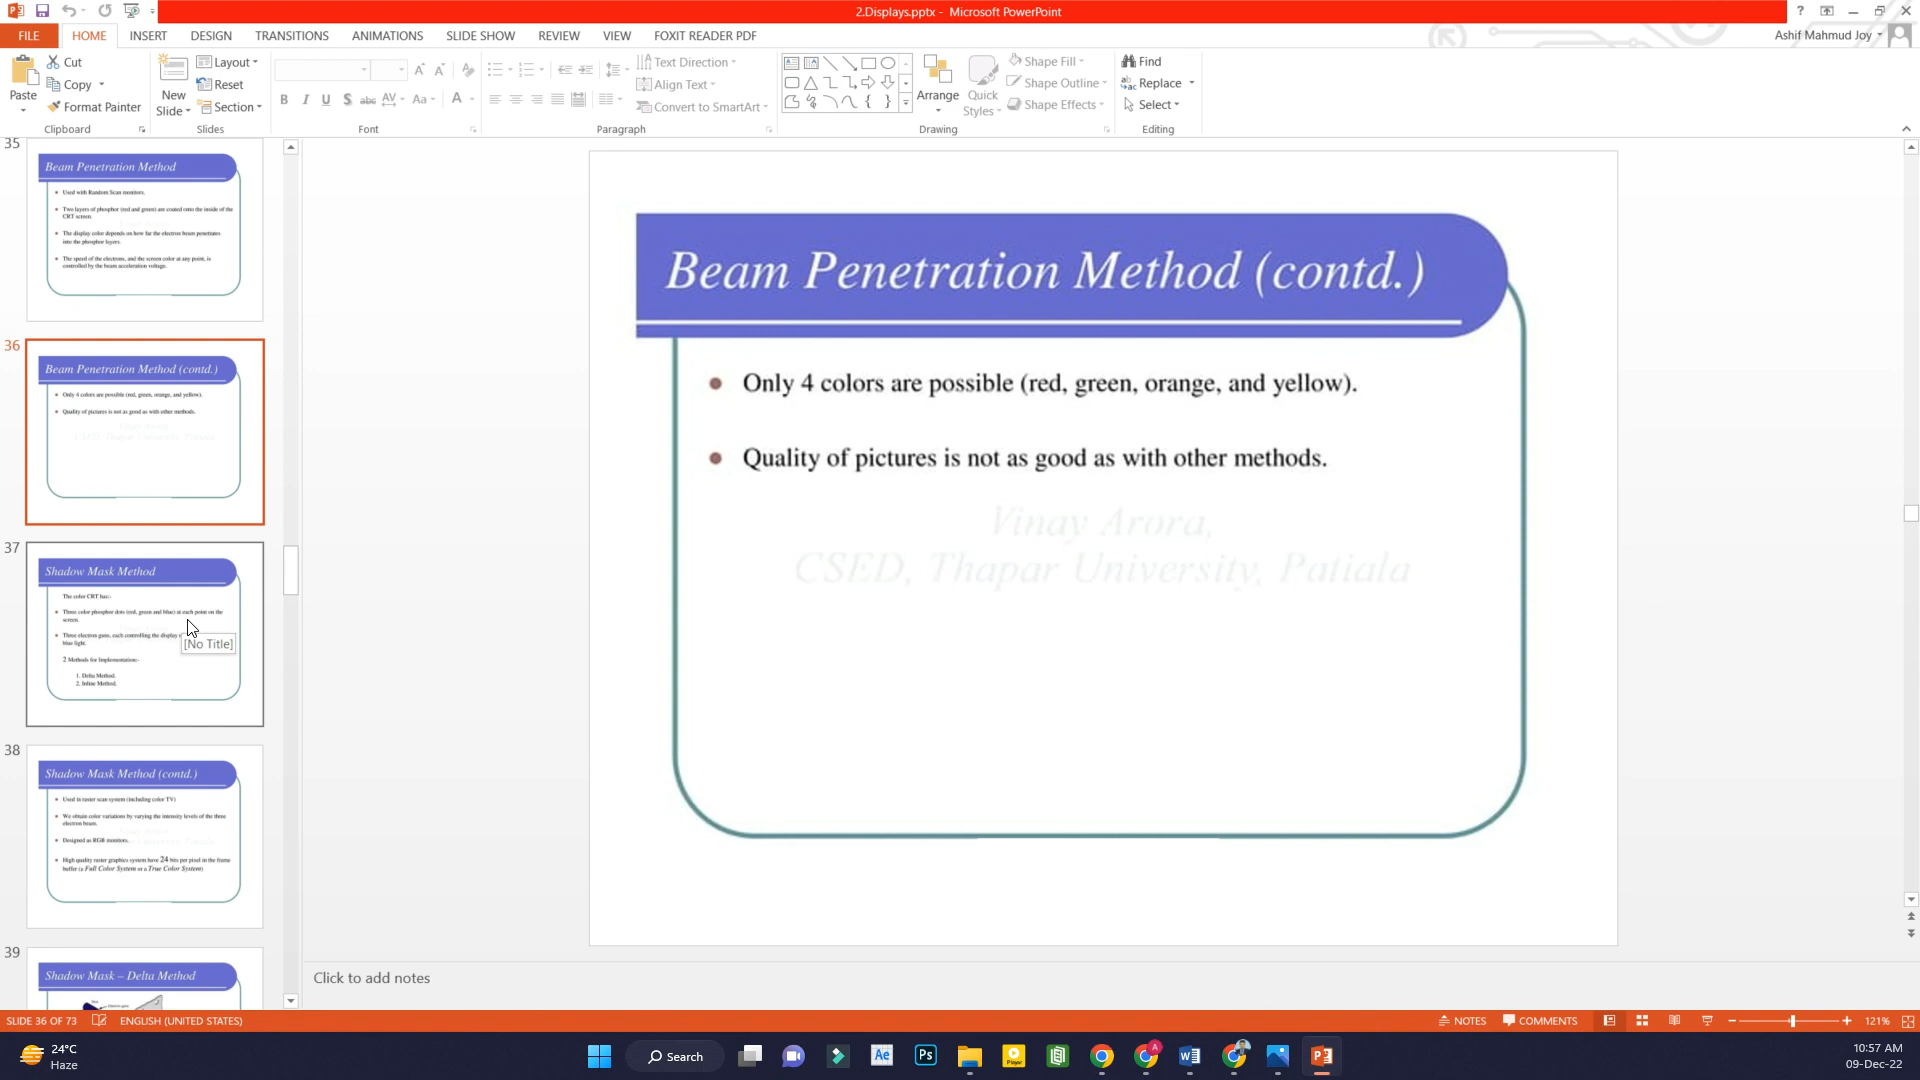 2.Displays.pptx - Microsoft PowerPoint
?
FILE
HOME
INSERT
DESIGN
TRANSITIONS
ANIMATIONS
SLIDE SHOW
REVIEW
VIEW
FOXIT READER PDF
Ashif Mahmud Joy
Paste
Cut
Copy
Format Painter
Clipboard
New
Slide
Layout
Reset
Section
Slides
Font
Text Direction
Align Text
Convert to SmartArt
Paragraph
Arrange
Quick
Styles
Shape Fill
Shape Outline
Shape Effects
Drawing
Find
Replace
Select
Editing
35
Beam Penetration Method
Used with Random Scan monitors.
Two layers of phosphor (red and green) are coated onto the inside of the
CRT screen.
The display color depends on how far the electron beam penetrates
into the phosphor layers.
The speed of the electrons, and the screen color at any point, is
controlled by the beam acceleration voltage.
36
Beam Penetration Method (contd.)
Only 4 colors are possible (red, green, orange, and yellow).
Quality of pictures is not as good as with other methods.
Vinay Arora,
CSED, Thapar University, Patiala
37
Shadow Mask Method
The color CRT has:-
Three color phosphor dots (red, green and blue) at each point on the
screen.
Three electron guns, each controlling the display
blue light.
[No Title]
2 Methods for Implementation:-
1. Delta Method.
2. Inline Method.
38
Shadow Mask Method (contd.)
Used in raster scan system (including color TV)
We obtain color variations by varying the intensity levels of the three
electron beam.
Designed as RGB monitors.
High quality raster graphics system have 24 bits per pixel in the frame
buffer (a Full Color System or a True Color System)
39
Shadow Mask – Delta Method
Beam Penetration Method (contd.)
Only 4 colors are possible (red, green, orange, and yellow).
Quality of pictures is not as good as with other methods.
Vinay Arora,
CSED, Thapar University, Patiala
Click to add notes
SLIDE 36 OF 73
ENGLISH (UNITED STATES)
NOTES
COMMENTS
121%
24°C
Haze
Search
Ae
Ps
10:57 AM
09-Dec-22